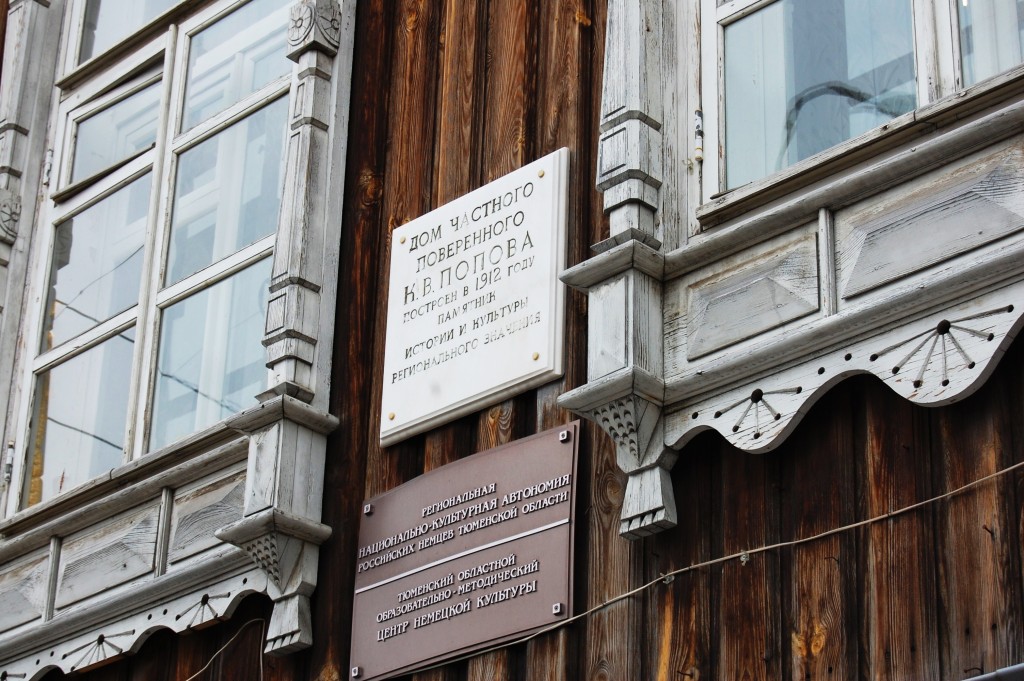 ДОМ ЧАСТНОГО
ПОВЕРЕННОГО
К.В. ПОПОВА
ПОСТРОЕН В 1912 ГОДУ
ПАМЯТНИК
ИСТОРИИ И КУЛЬТУРЫ
РЕГИОНАЛЬНОГО ЗНАЧЕНИЯ
РЕГИОНАЛЬНАЯ
НАЦИОНАЛЬНО-КУЛЬТУРНАЯ АВТОНОМИЯ
РОССИЙСКИХ НЕМЦЕВ ТЮМЕНСКОЙ ОБЛАСТИ
ТЮМЕНСКИЙ ОБЛАСТНОЙ
ОБРАЗОВАТЕЛЬНО-МЕТОДИЧЕСКИЙ
ЦЕНТР НЕМЕЦКОЙ КУЛЬТУРЫ